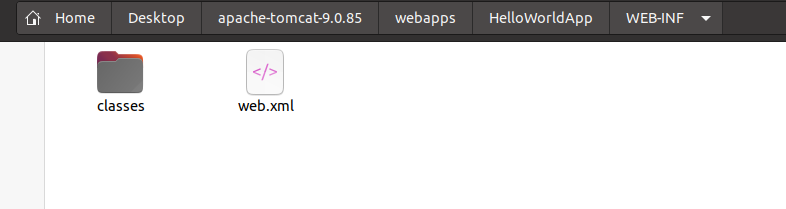 Home Desktop apache-tomcat-9.0.85 webapps HelloWorldApp WEB-INF
</>
classes web.xml